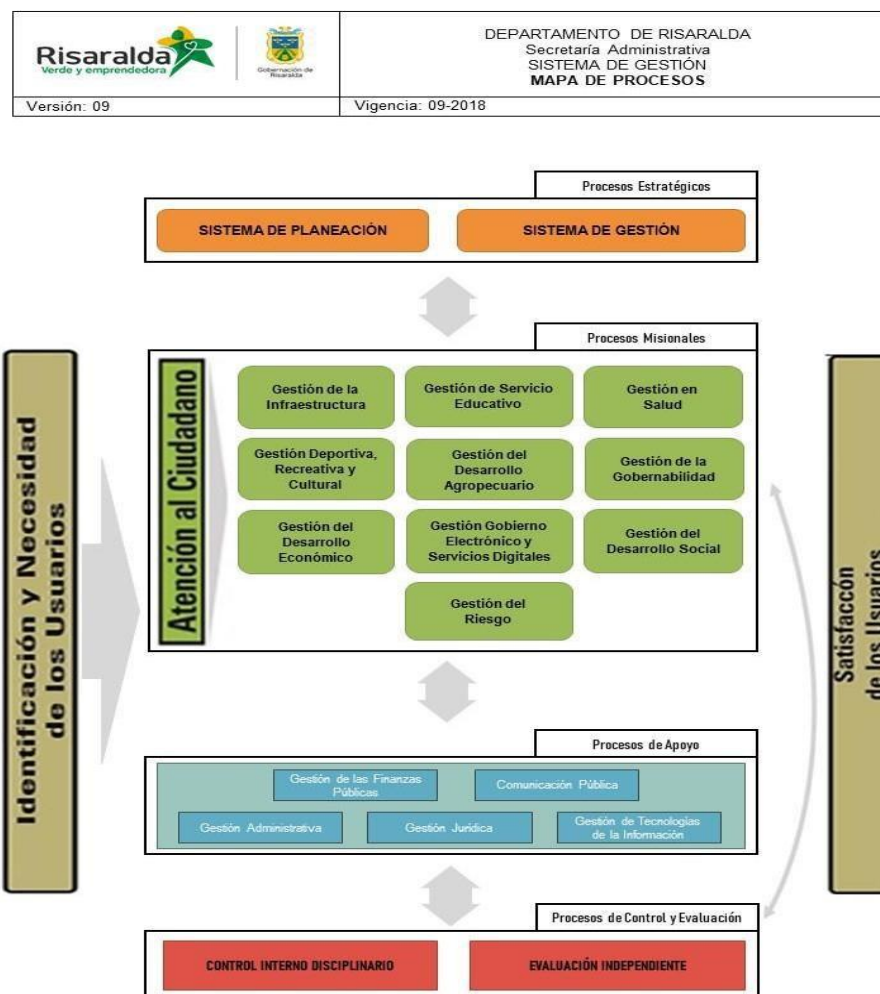 Risaralda
Verde y emprendedora
Gobernación de
Risaralda
DEPARTAMENTO DE RISARALDA
Secretaría Administrativa
SISTEMA DE GESTIÓN
MAPA DE PROCESOS
Versión: 09
Vigencia: 09-2018
Procesos Estratégicos
SISTEMA DE PLANEACIÓN
SISTEMA DE GESTIÓN
Procesos Misionales
Identificación y Necesidad
de los Usuarios
Atención al Ciudadano
Gestión de la
Infraestructura
Gestión de Servicio
Educativo
Gestión en
Salud
Gestión Deportiva,
Recreativa y
Cultural
Gestión del
Desarrollo
Agropecuario
Gestión de la
Gobernabilidad
Gestión del
Desarrollo
Económico
Gestión Gobierno
Electrónico y
Servicios Digitales
Gestión del
Desarrollo Social
Gestión del
Riesgo
Satisfaccón
de los Usuarios
Procesos de Apoyo
Gestión de las Finanzas
Públicas
Comunicación Pública
Gestión Administrativa
Gestión Jurídica
Gestión de Tecnologías
de la Información
Procesos de Control y Evaluación
CONTROL INTERNO DISCIPLINARIO
EVALUACIÓN INDEPENDIENTE